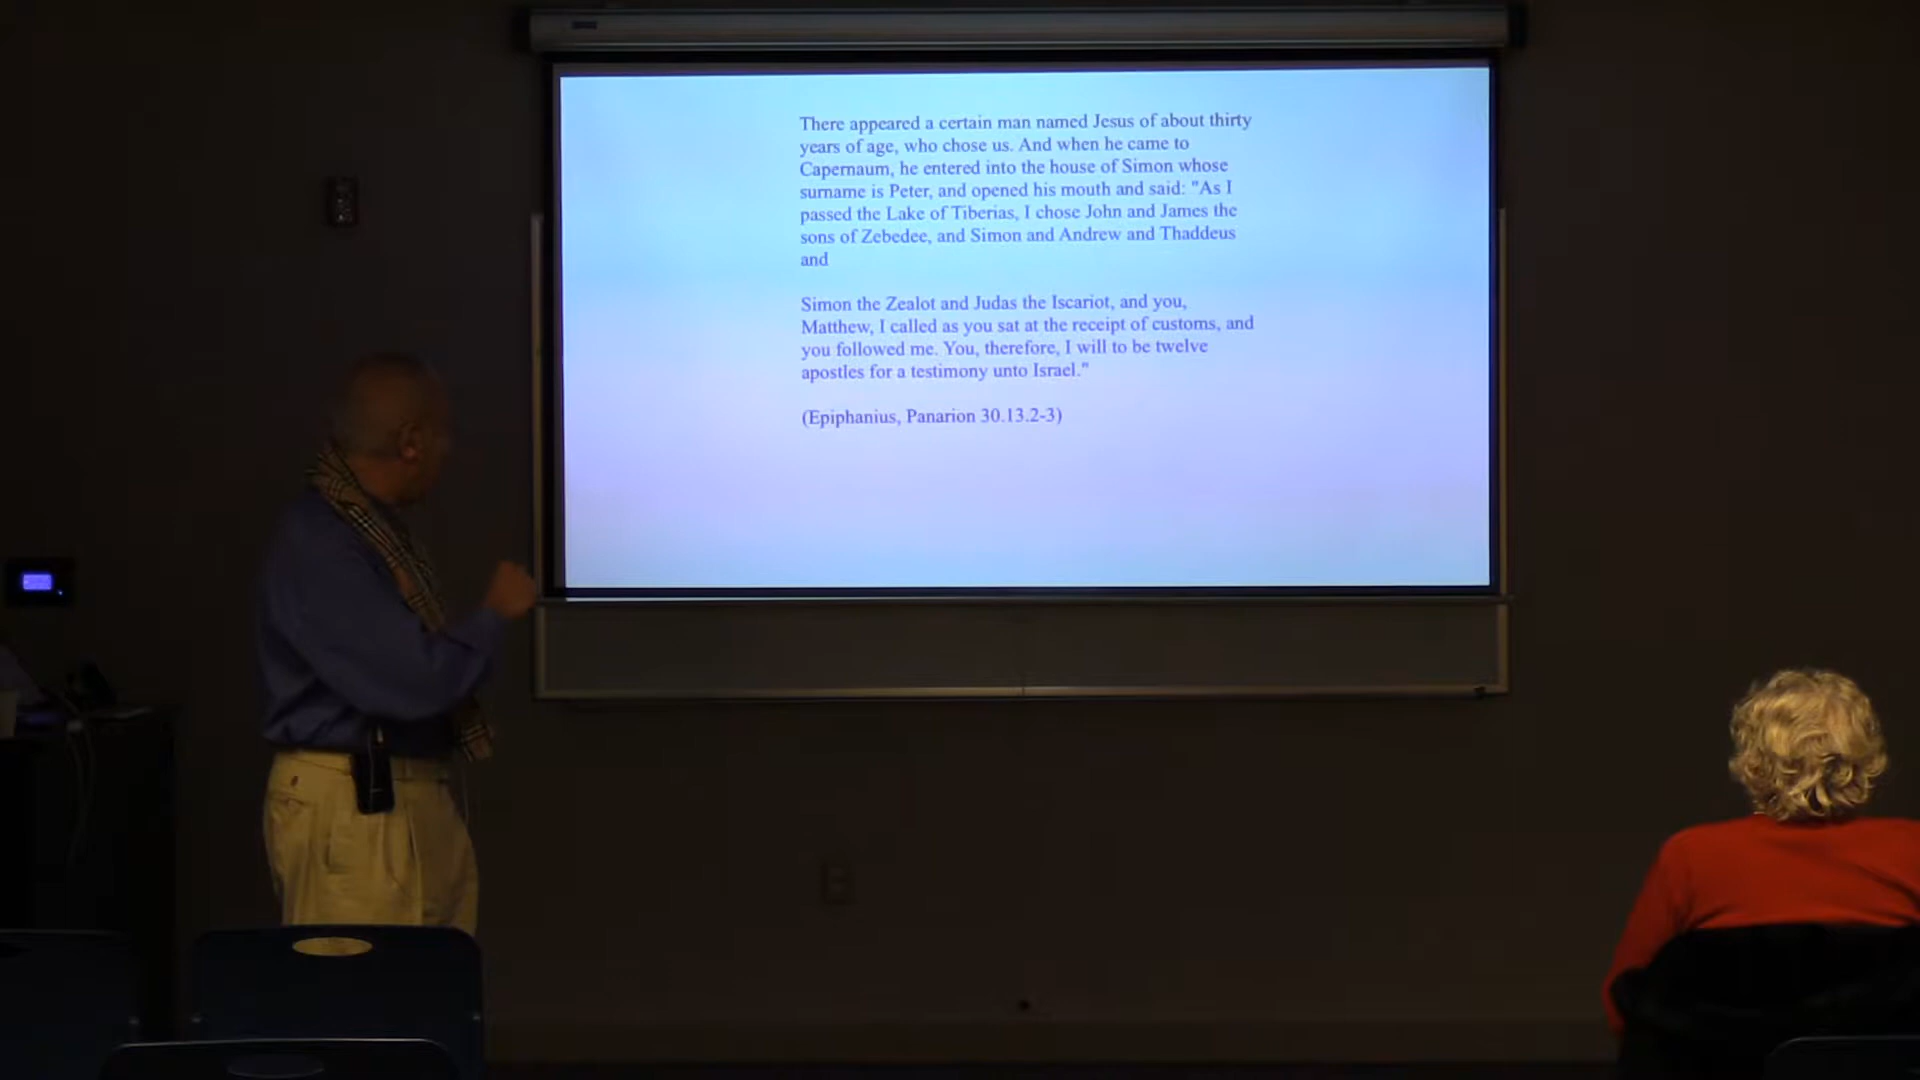 There appeared a certain man named Jesus of about thirty
years of age, who chose us. And when he came to
Capernaum, he entered into the house of Simon whose
surname is Peter, and opened his mouth and said: "As I
passed the Lake of Tiberias, I chose John and James the
sons of Zebedee, and Simon and Andrew and Thaddeus
and
Simon the Zealot and Judas the Iscariot, and you,
Matthew, I called as you sat at the receipt of customs, and
you followed me. You, therefore, I will to be twelve
apostles for a testimony unto Israel."
(Epiphanius, Panarion 30.13.2-3)